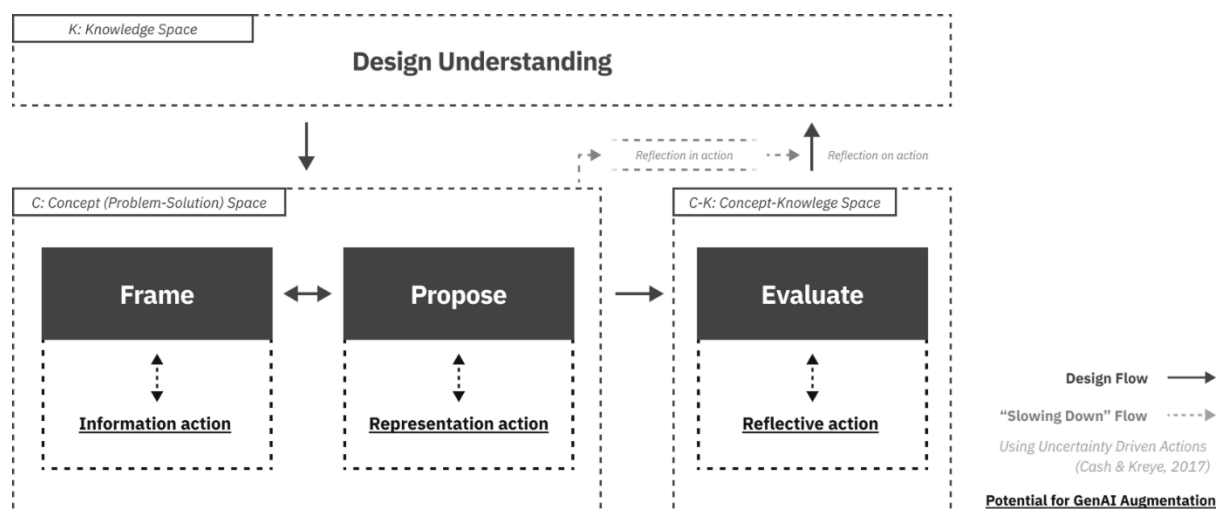 K: Knowledge Space
Design Understanding
Reflection in action
Reflection on action
C: Concept (Problem-Solution) Space
C-K: Concept-Knowlege Space
Frame
Propose
Evaluate
Information action
Representation action
Reflective action
Design Flow
“Slowing Down” Flow
Using Uncertainty Driven Actions
(Cash & Kreye, 2017)
Potential for GenAI Augmentation